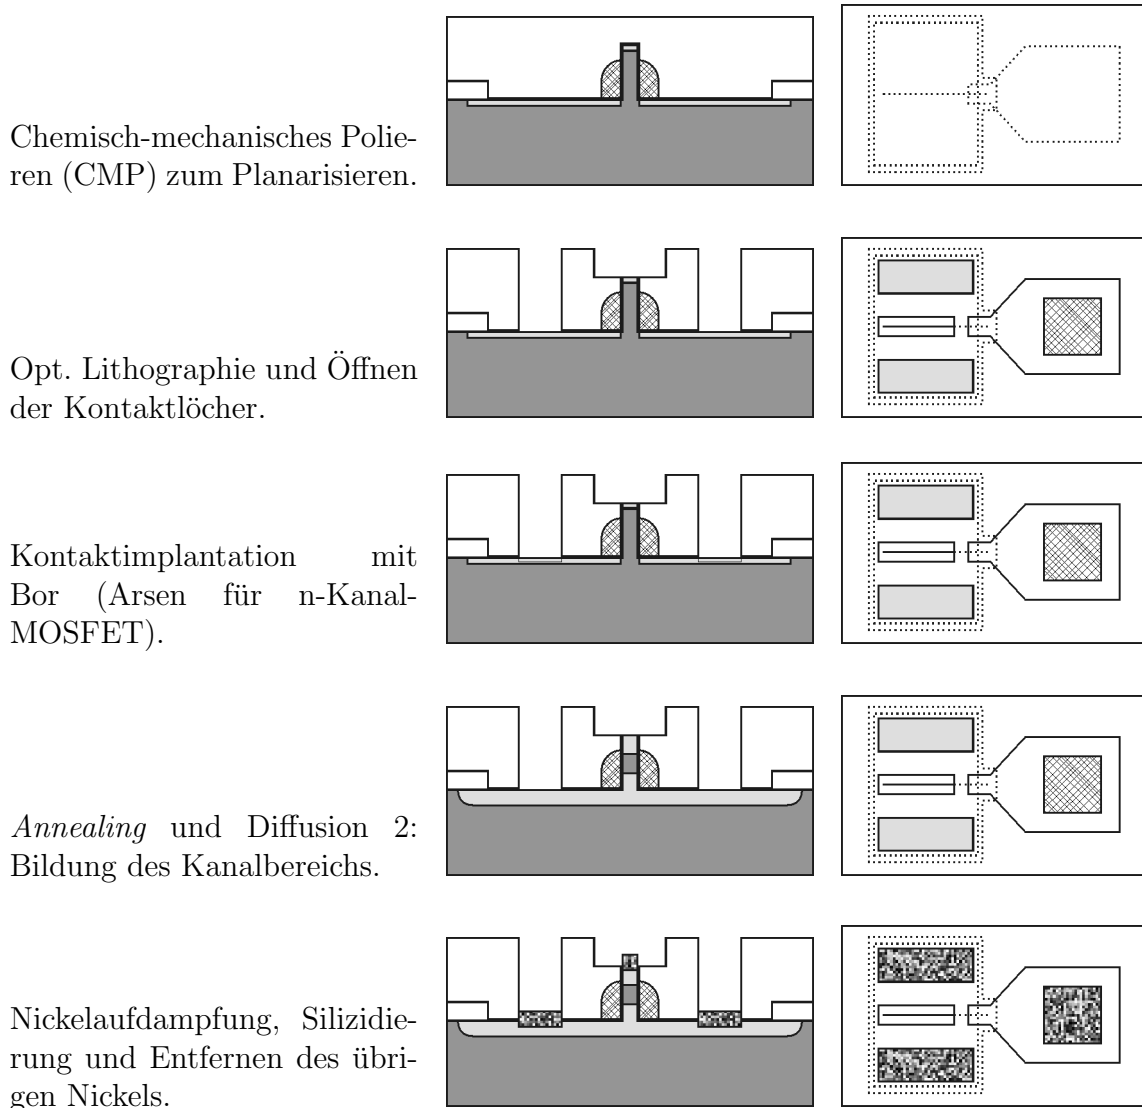 Chemisch-mechanisches Polie-
ren (CMP) zum Planarisieren.
Opt. Lithographie und Öffnen
der Kontaktlöcher.
Kontaktimplantation mit
Bor (Arsen für n-Kanal-
MOSFET).
Annealing und Diffusion 2:
Bildung des Kanalbereichs.
Nickelaufdampfung, Silizidie-
rung und Entfernen des übri-
gen Nickels.